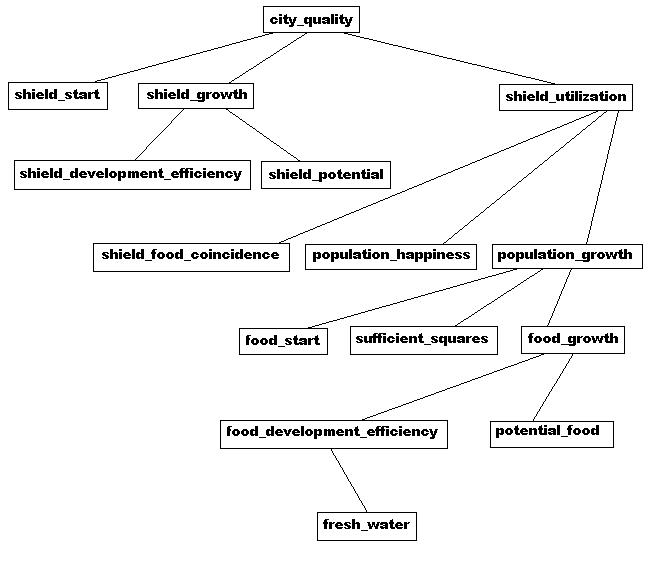 city_quality
shield_start
shield_growth
shield_utilization
shield_development_efficiency
shield_potential
shield_food_coincidence
population_happiness
population_growth
food_start
sufficient_squares
food_growth
food_development_efficiency
potential_food
fresh_water